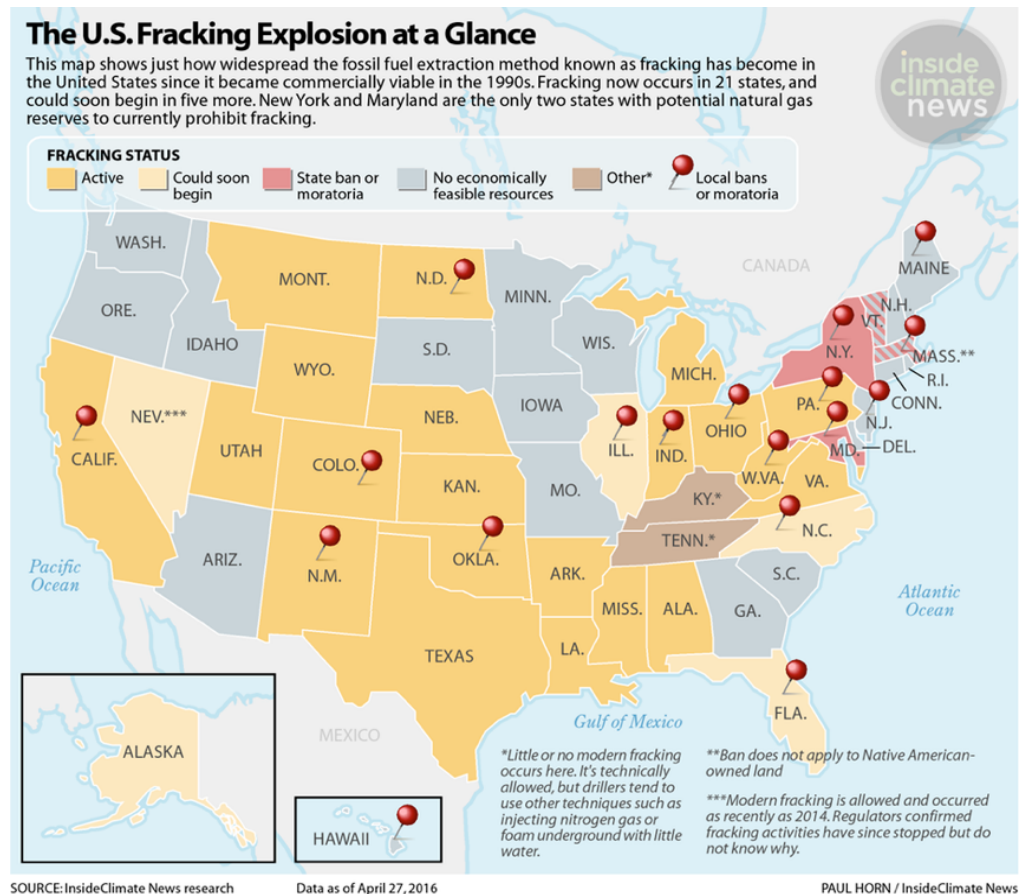 The U.S. Fracking Explosion at a Glance
This map shows just how widespread the fossil fuel extraction method known as fracking has become in
the United States since it became commercially viable in the 1990s. Fracking now occurs in 21 states, and
could soon begin in five more. New York and Maryland are the only two states with potential natural gas
reserves to currently prohibit fracking.
inside
climate
news
FRACKING STATUS
Active
Could soon
begin
State ban or
moratoria
No economically
feasible resources
Other*
Local bans
or moratoria
WASH.
MONT.
N.D.
MINN.
CANADA
MAINE
ORE.
IDAHO
S.D.
WIS.
MICH.
N.Y.
VT.
N.H.
MASS.**
R.I.
CONN.
WYO.
NEV.***
NEB.
IOWA
PA.
N.J.
CALIF.
UTAH
COLO.
KAN.
MO.
ILL.
IND.
OHIO
W.VA.
VA.
MD.
DEL.
KY.*
TENN.*
N.C.
Pacific
Ocean
ARIZ.
N.M.
OKLA.
ARK.
S.C.
Atlantic
Ocean
TEXAS
LA.
MISS.
ALA.
GA.
FLA.
MEXICO
Gulf of Mexico
ALASKA
HAWAII
*Little or no modern fracking
occurs here. It's technically
allowed, but drillers tend to
use other techniques such as
injecting nitrogen gas or
foam underground with little
water.
**Ban does not apply to Native American-
owned land
***Modern fracking is allowed and occurred
as recently as 2014. Regulators confirmed
fracking activities have since stopped but do
not know why.
SOURCE: InsideClimate News research
Data as of April 27, 2016
PAUL HORN / InsideClimate News